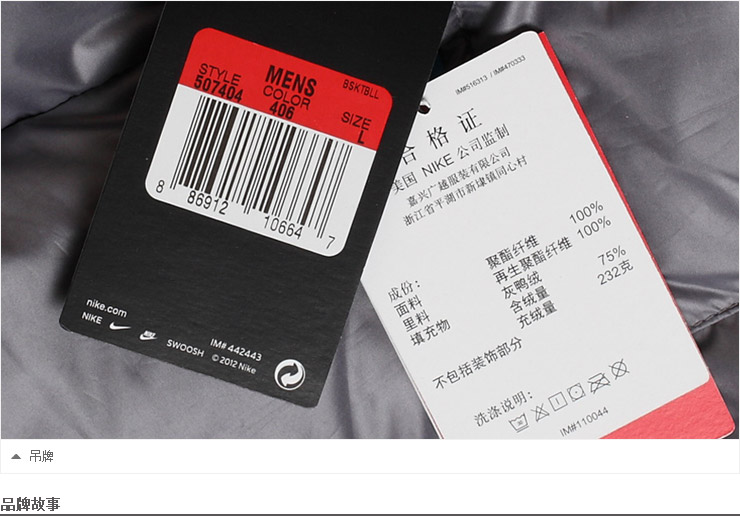 STYLE
507404
MENS
COLOR
406
BSKTBLL
SIZE
L
8 86912 10664 7
nike.com
NIKE
SWOOSH
IM# 442443
© 2012 Nike
IM#516313 / IM#470333
合格证
美国 NIKE 公司监制
嘉兴广越服装有限公司
浙江省平湖市新埭镇同心村
成份:
面料 聚酯纤维 100%
里料 再生聚酯纤维 100%
填充物 灰鸭绒
含绒量 75%
充绒量 232克
不包括装饰部分
洗涤说明:
IM#110044
吊牌
品牌故事